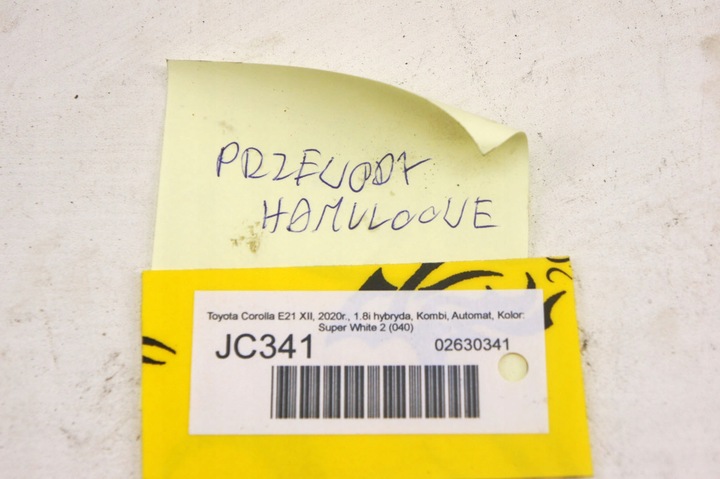 PRZEWODY
HAMULCOWE
Toyota Corolla E21 XII, 2020r., 1.8i hybryda, Kombi, Automat, Kolor:
Super White 2 (040)
JC341 02630341